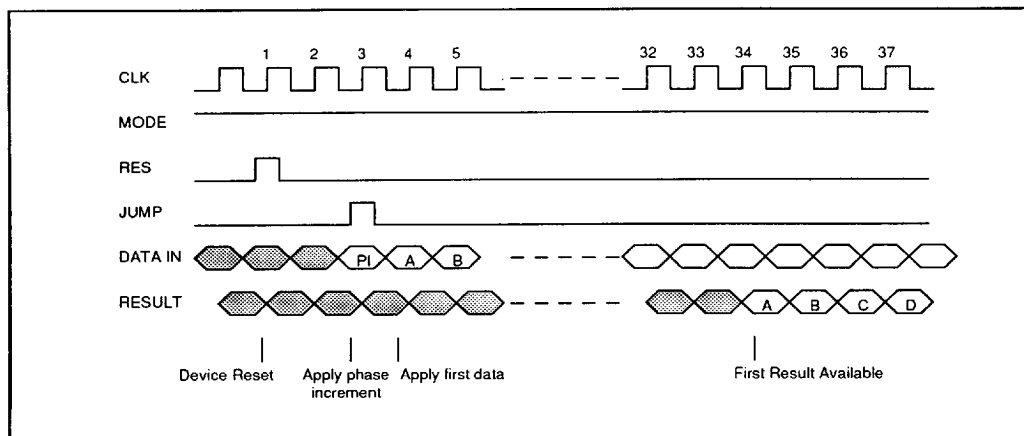 1 2 3 4 5 32 33 34 35 36 37
CLK
MODE
RES
JUMP
DATA IN PI A B
RESULT A B C D
Device Reset Apply phase increment Apply first data First Result Available